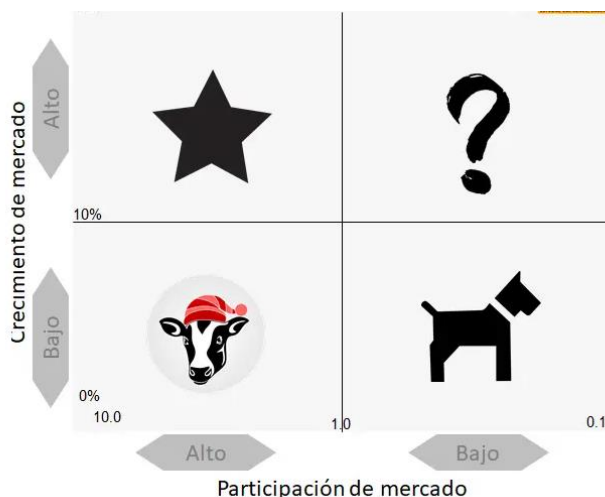 Crecimiento de mercado
Alto
10%
Bajo
0%
10.0
1.0
0.1
Alto
Bajo
Participación de mercado